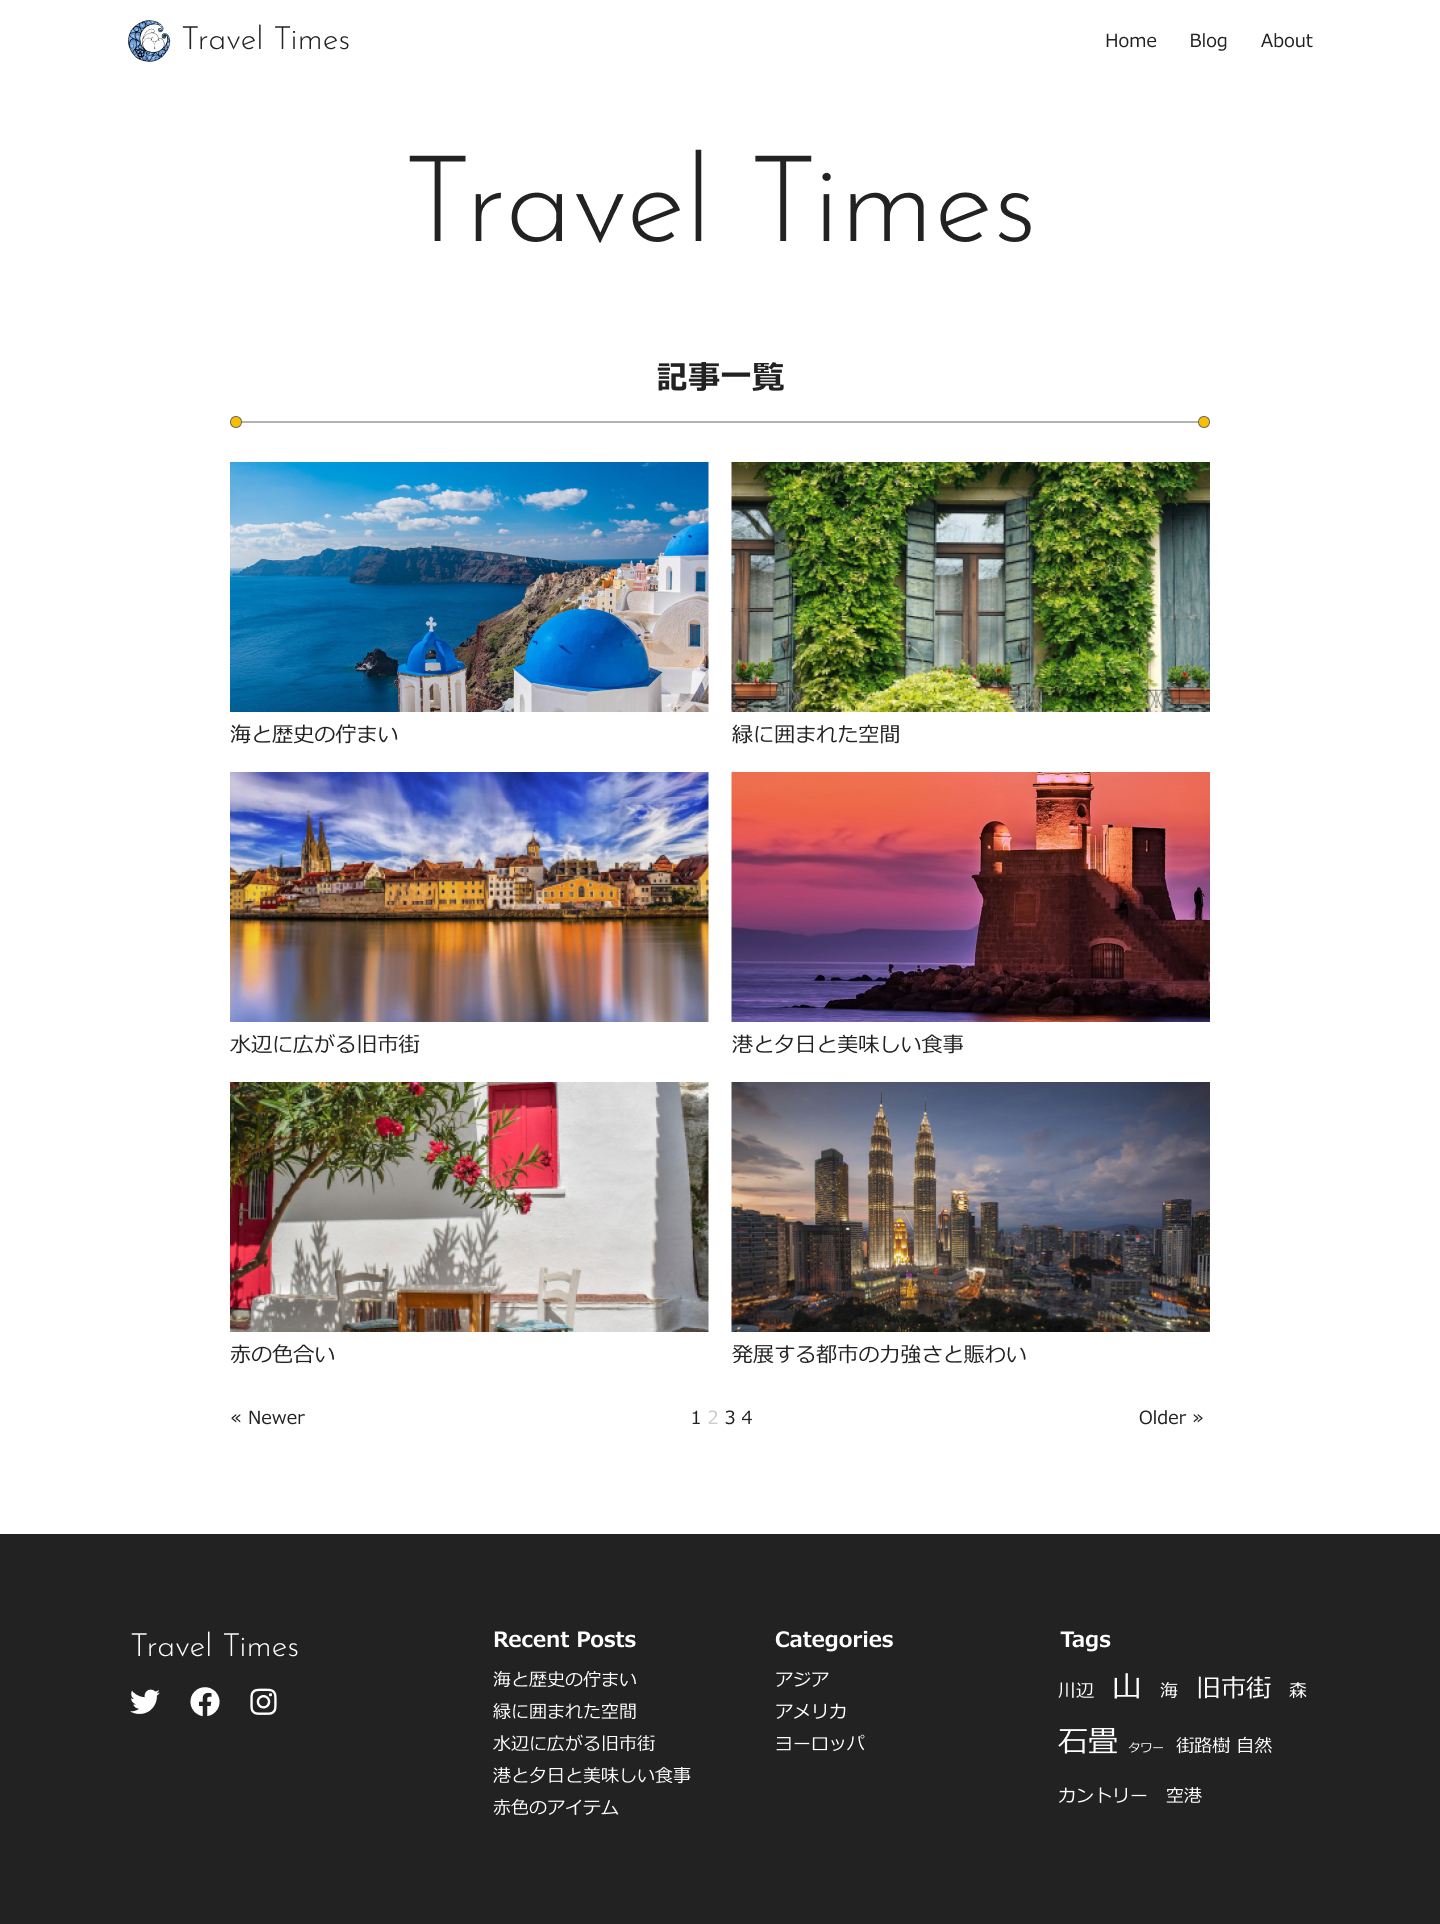 Travel Times
Home Blog About
Travel Times
記事一覧
海と歴史の佇まい
緑に囲まれた空間
水辺に広がる旧市街
港と夕日と美味しい食事
赤の色合い
発展する都市の力強さと賑わい
« Newer 1 2 3 4 Older »
Travel Times
Recent Posts
海と歴史の佇まい
緑に囲まれた空間
水辺に広がる旧市街
港と夕日と美味しい食事
赤色のアイテム
Categories
アジア
アメリカ
ヨーロッパ
Tags
川辺 山 海 旧市街 森
石畳 タワー 街路樹 自然
カントリー 空港